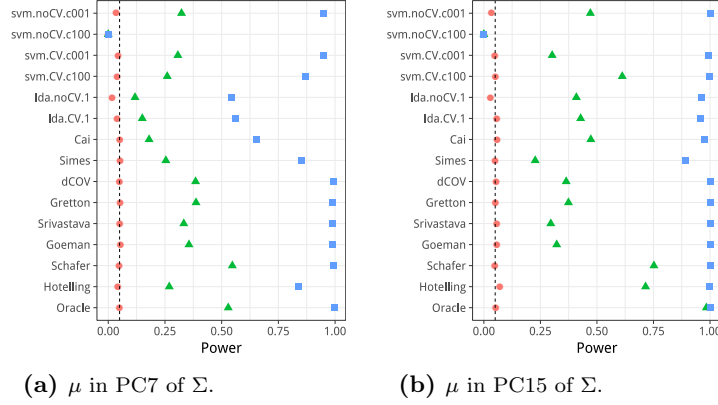 svm.noCV.c001
svm.noCV.c100
svm.CV.c001
svm.CV.c100
lda.noCV.1
lda.CV.1
Cai
Simes
dCOV
Gretton
Srivastava
Goeman
Schafer
Hotelling
Oracle
0.00 0.25 0.50 0.75 1.00
Power
(a) μ in PC7 of Σ.
svm.noCV.c001
svm.noCV.c100
svm.CV.c001
svm.CV.c100
lda.noCV.1
lda.CV.1
Cai
Simes
dCOV
Gretton
Srivastava
Goeman
Schafer
Hotelling
Oracle
0.00 0.25 0.50 0.75 1.00
Power
(b) μ in PC15 of Σ.